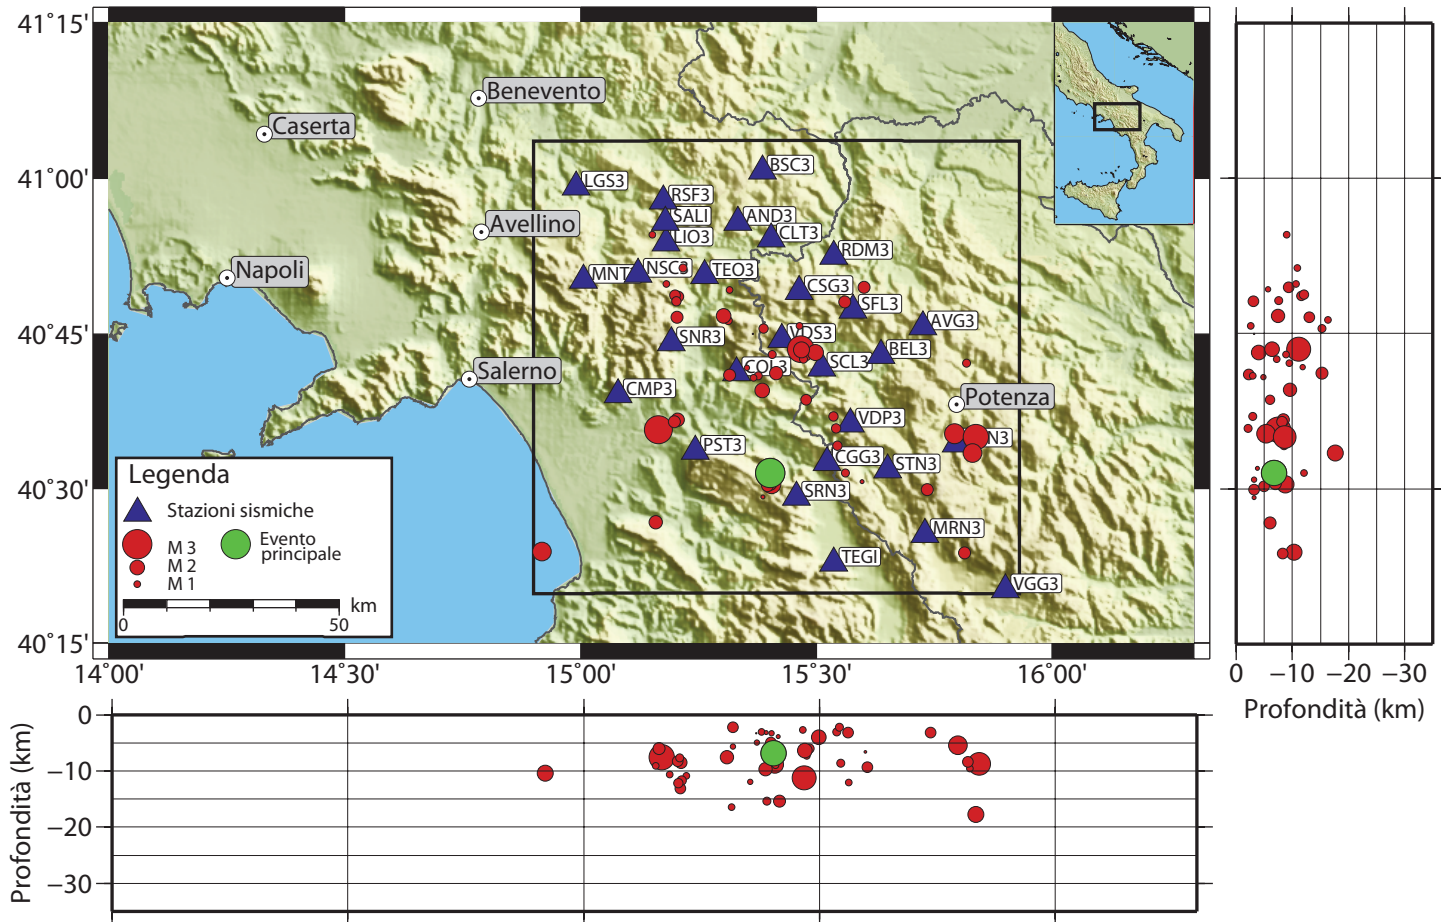 41°15'
41°00'
40°45'
40°30'
40°15'
14°00'
14°30'
15°00'
15°30'
16°00'
Benevento
Caserta
Avellino
Napoli
Salerno
Potenza
BSC3
LGS3
RSF3
SALI
AND3
LIO3
CLT3
RDM3
MNT
NSC3
TEO3
CSG3
SFL3
AVG3
SNR3
VDS3
BEL3
COL3
SCL3
CMP3
VDP3
PST3
N3
CGG3
STN3
SRN3
MRN3
TEGI
VGG3
Legenda
Stazioni sismiche
M 3
M 2
M 1
Evento
principale
km
0
50
0
−10
−20
−30
Profondità (km)
0
−10
−20
−30
Profondità (km)